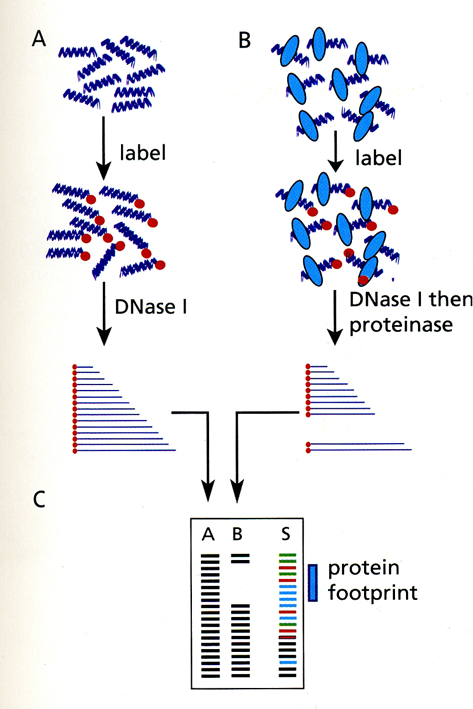 A
B
label
label
DNase I
DNase I then
proteinase
C
A B S
protein
footprint